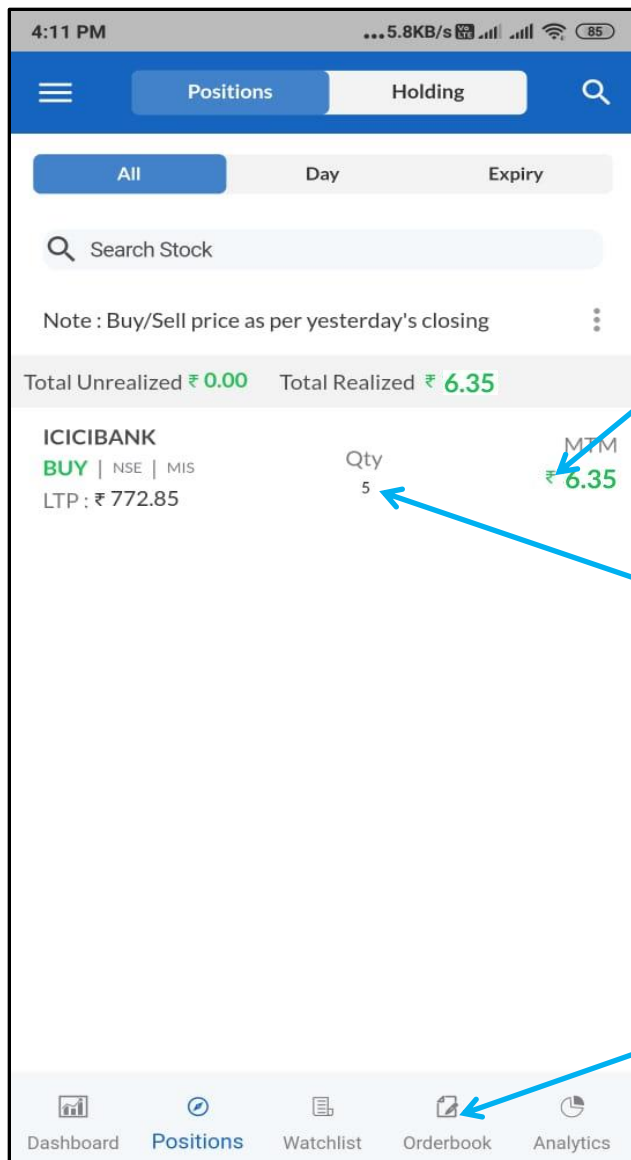 4:11 PM ...5.8KB/s Vo LTE 85
Positions Holding
All Day Expiry
Search Stock
Note : Buy/Sell price as per yesterday's closing
Total Unrealized ₹ 0.00 Total Realized ₹ 6.35
ICICIBANK
BUY | NSE | MIS
LTP : ₹ 772.85
Qty
5
MTM
₹ 6.35
Dashboard Positions Watchlist Orderbook Analytics